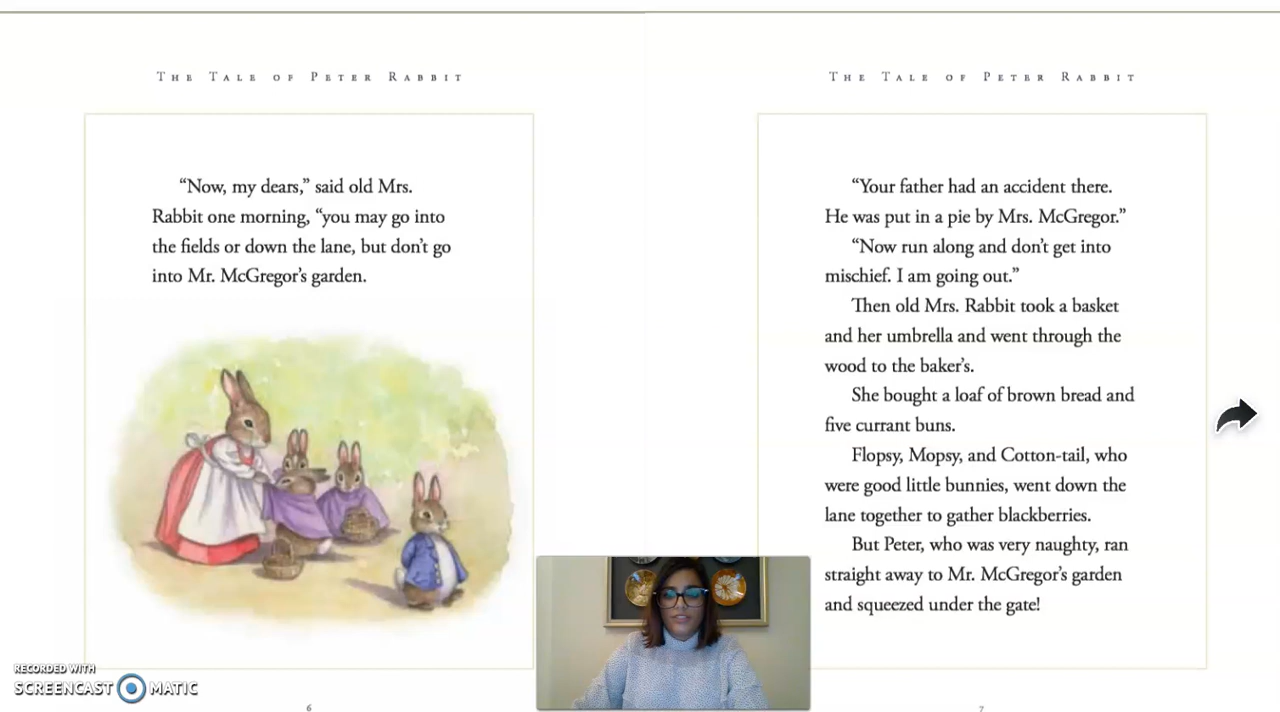 THE TALE OF PETER RABBIT
“Now, my dears,” said old Mrs.
Rabbit one morning, “you may go into
the fields or down the lane, but don’t go
into Mr. McGregor’s garden.
6
THE TALE OF PETER RABBIT
“Your father had an accident there.
He was put in a pie by Mrs. McGregor.”
“Now run along and don’t get into
mischief. I am going out.”
Then old Mrs. Rabbit took a basket
and her umbrella and went through the
wood to the baker’s.
She bought a loaf of brown bread and
five currant buns.
Flopsy, Mopsy, and Cotton-tail, who
were good little bunnies, went down the
lane together to gather blackberries.
But Peter, who was very naughty, ran
straight away to Mr. McGregor’s garden
and squeezed under the gate!
7
RECORDED WITH
SCREENCAST MATIC